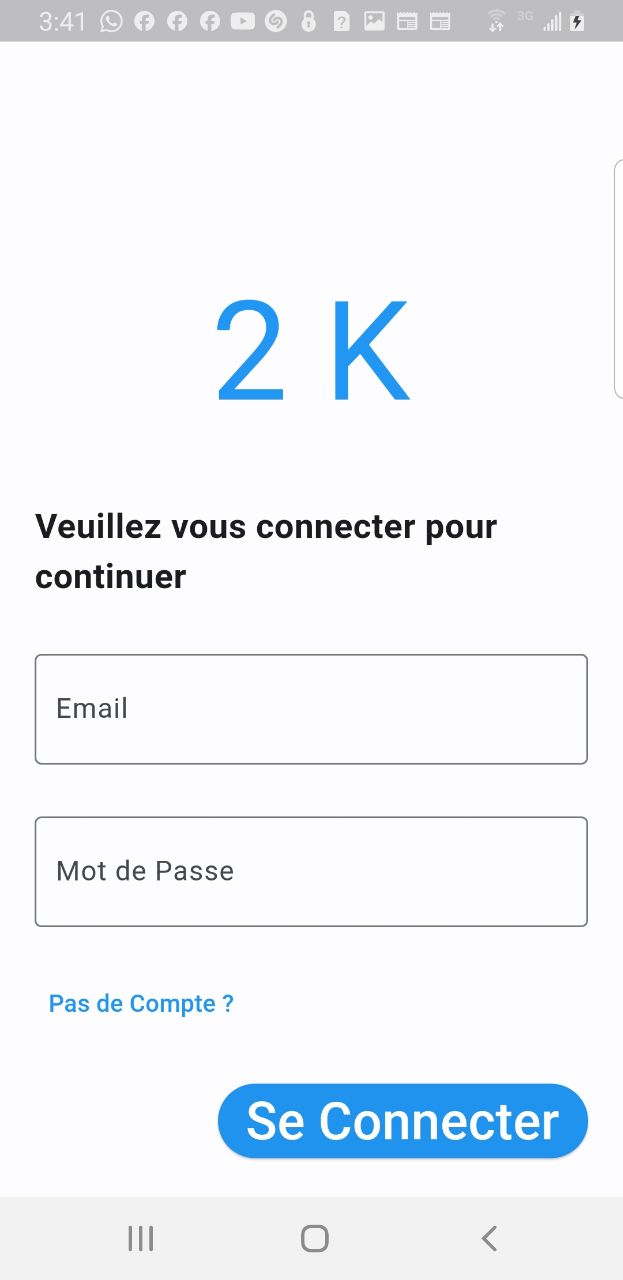 3:41
3G
2 K
Veuillez vous connecter pour
continuer
Email
Mot de Passe
Pas de Compte ?
Se Connecter